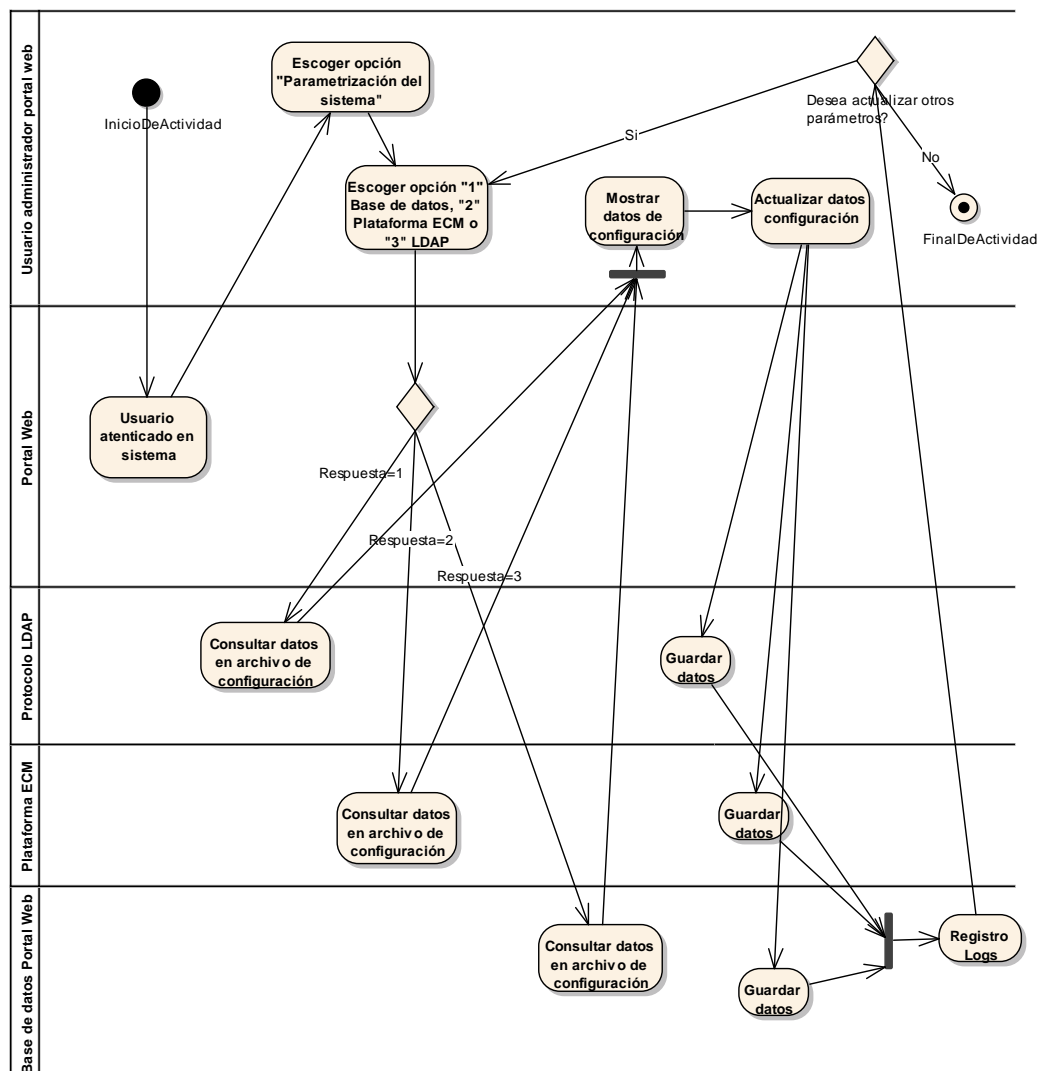 Usuario administrador portal web
InicioDeActividad
Escoger opción
"Parametrización del
sistema"
Escoger opción "1"
Base de datos, "2"
Plataforma ECM o
"3" LDAP
Si
Mostrar
datos de
configuración
Actualizar datos
configuración
Desea actualizar otros
parámetros?
No
FinalDeActividad
Portal Web
Usuario
atenticado en
sistema
Respuesta=1
Respuesta=2
Respuesta=3
Protocolo LDAP
Consultar datos
en archivo de
configuración
Guardar
datos
Plataforma ECM
Consultar datos
en archivo de
configuración
Guardar
datos
Base de datos Portal Web
Consultar datos
en archivo de
configuración
Guardar
datos
Registro
Logs